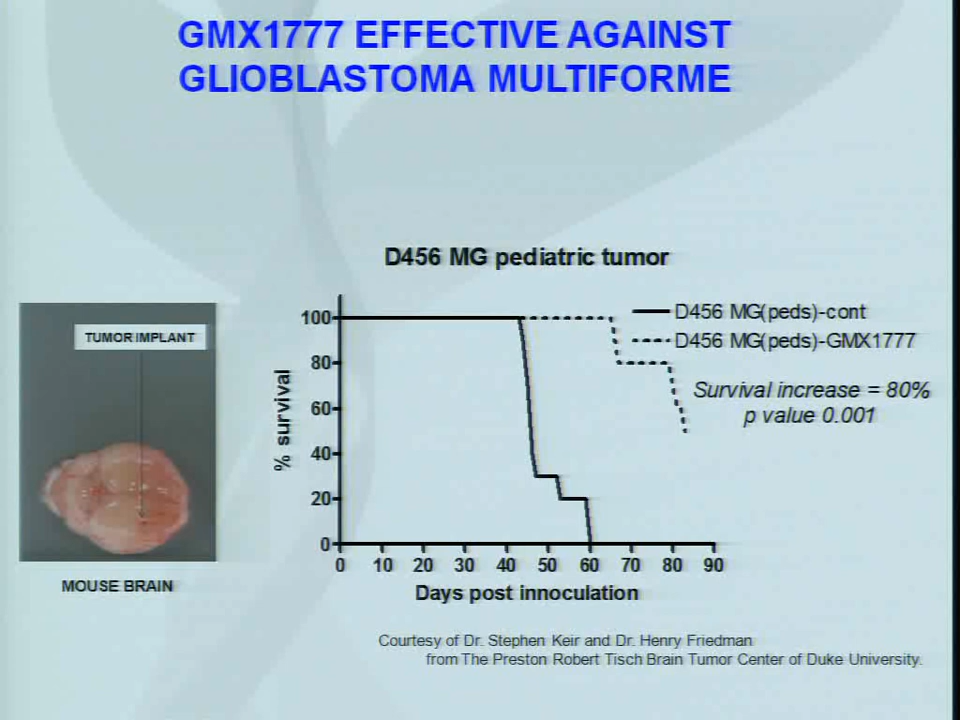 GMX1777 EFFECTIVE AGAINST
GLIOBLASTOMA MULTIFORME
D456 MG pediatric tumor
TUMOR IMPLANT
MOUSE BRAIN
D456 MG(peds)-cont
D456 MG(peds)-GMX1777
Survival increase = 80%
p value 0.001
% survival
100
80
60
40
20
0
0 10 20 30 40 50 60 70 80 90
Days post innoculation
Courtesy of Dr. Stephen Keir and Dr. Henry Friedman
from The Preston Robert Tisch Brain Tumor Center of Duke University.